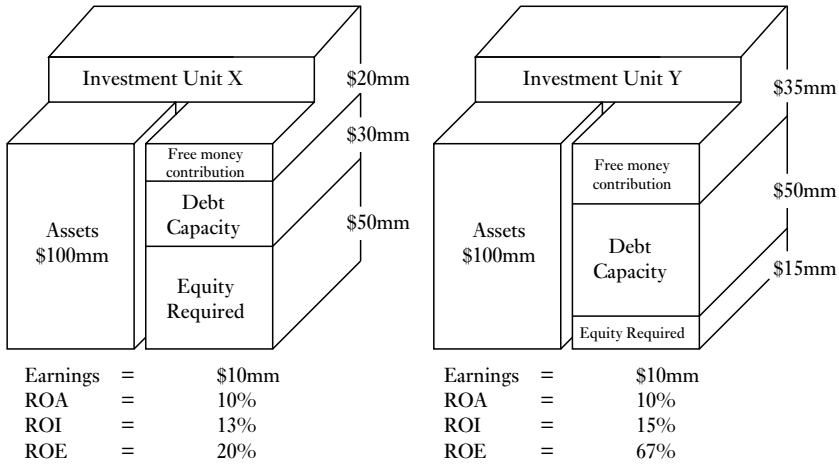 Investment Unit X
$20mm
$30mm
$50mm
Free money
contribution
Debt
Capacity
Equity
Required
Assets
$100mm
Earnings = $10mm
ROA = 10%
ROI = 13%
ROE = 20%
Investment Unit Y
$35mm
$50mm
$15mm
Free money
contribution
Debt
Capacity
Equity Required
Assets
$100mm
Earnings = $10mm
ROA = 10%
ROI = 15%
ROE = 67%